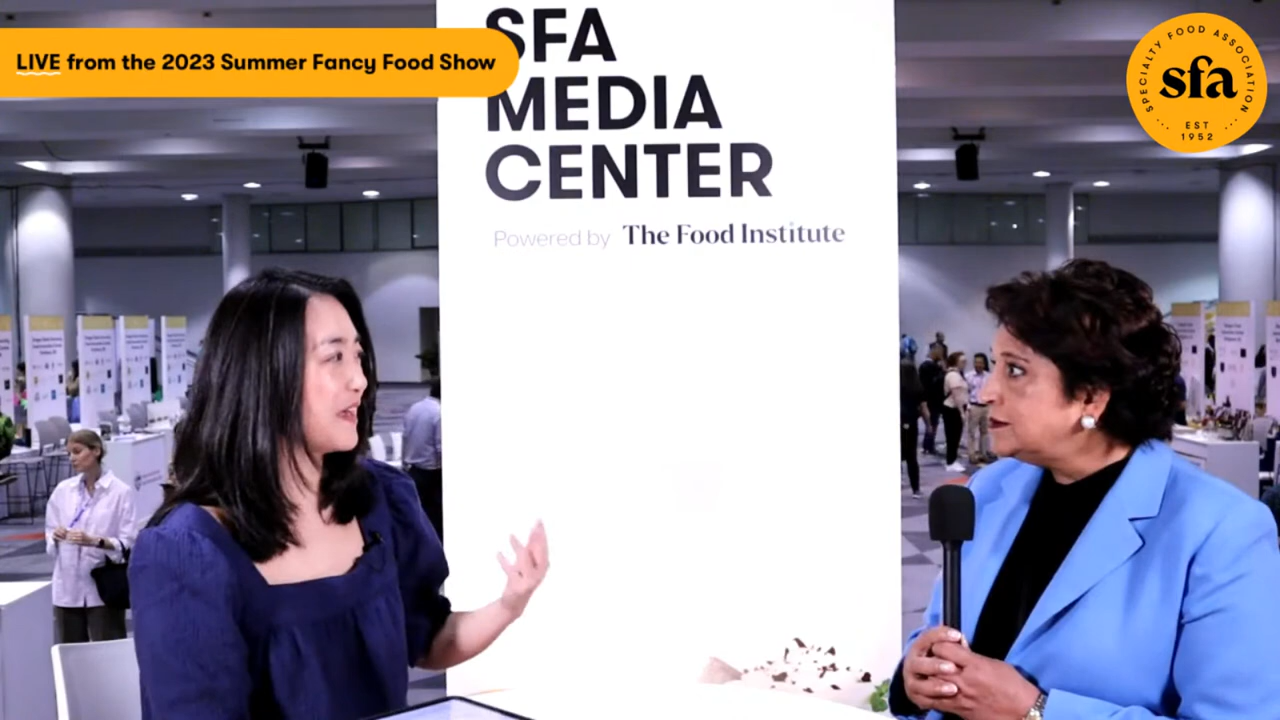 LIVE from the 2023 Summer Fancy Food Show
SFA
MEDIA
CENTER
Powered by The Food Institute
SPECIALTY FOOD ASSOCIATION
sfa
EST
1952